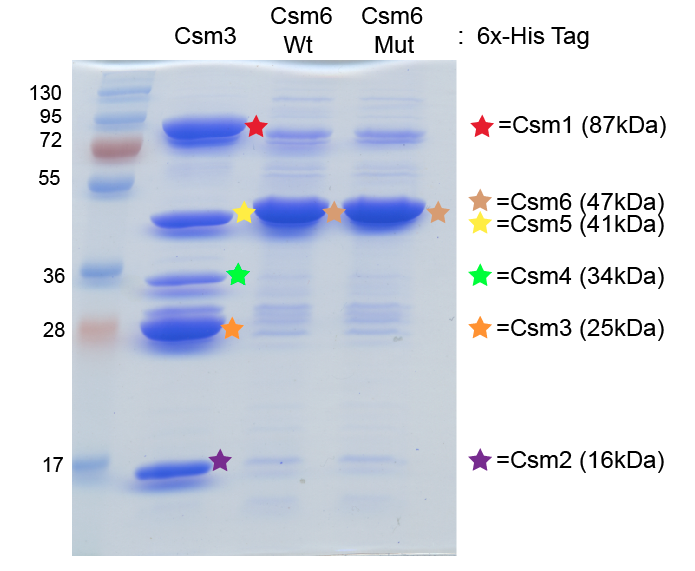 Csm3
Csm6
Wt
Csm6
Mut
: 6x-His Tag
130
95
72
55
36
28
17
=Csm1 (87kDa)
=Csm6 (47kDa)
=Csm5 (41kDa)
=Csm4 (34kDa)
=Csm3 (25kDa)
=Csm2 (16kDa)